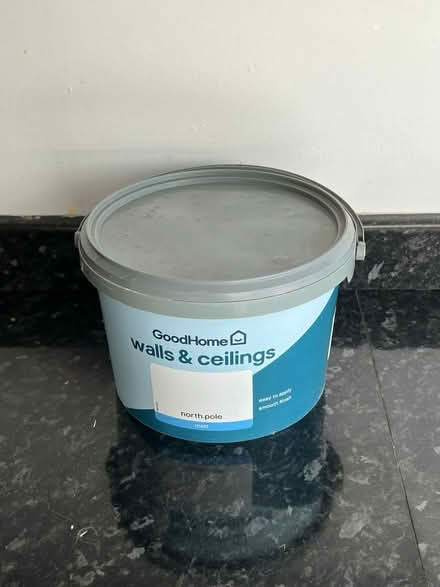 GoodHome
walls & ceilings
easy to apply
smooth finish
north pole
matt